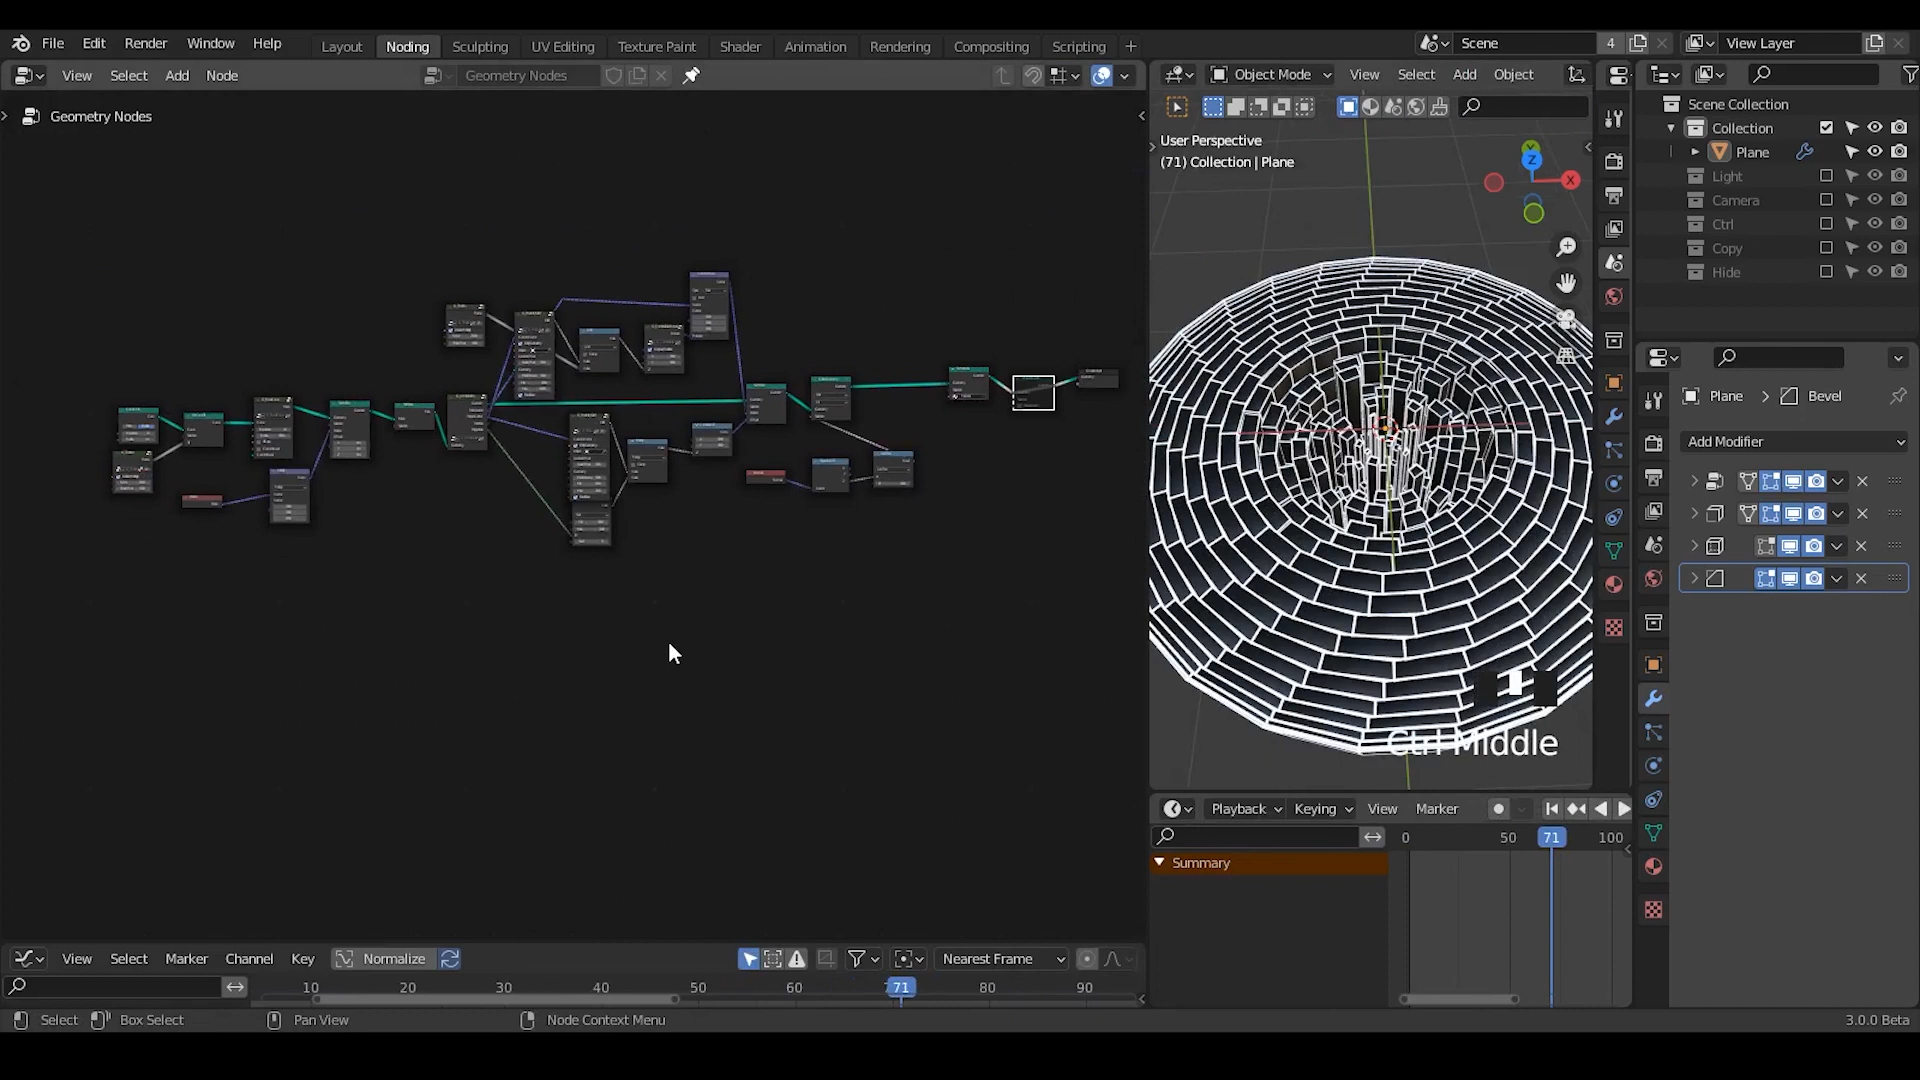 File Edit Render Window Help Layout Noding Sculpting UV Editing Texture Paint Shader Animation Rendering Compositing Scripting + Scene 4 View Layer
View Select Add Node Geometry Nodes Object Mode View Select Add Object
Geometry Nodes
User Perspective
(71) Collection | Plane
Y
Z
X
Scene Collection
Collection
Plane
Light
Camera
Ctrl
Copy
Hide
Plane > Bevel
Add Modifier
Ctrl Middle
Playback Keying View Marker
0 50 71 100
Summary
View Select Marker Channel Key Normalize Nearest Frame
10 20 30 40 50 60 71 80 90
Select Box Select Pan View Node Context Menu 3.0.0 Beta